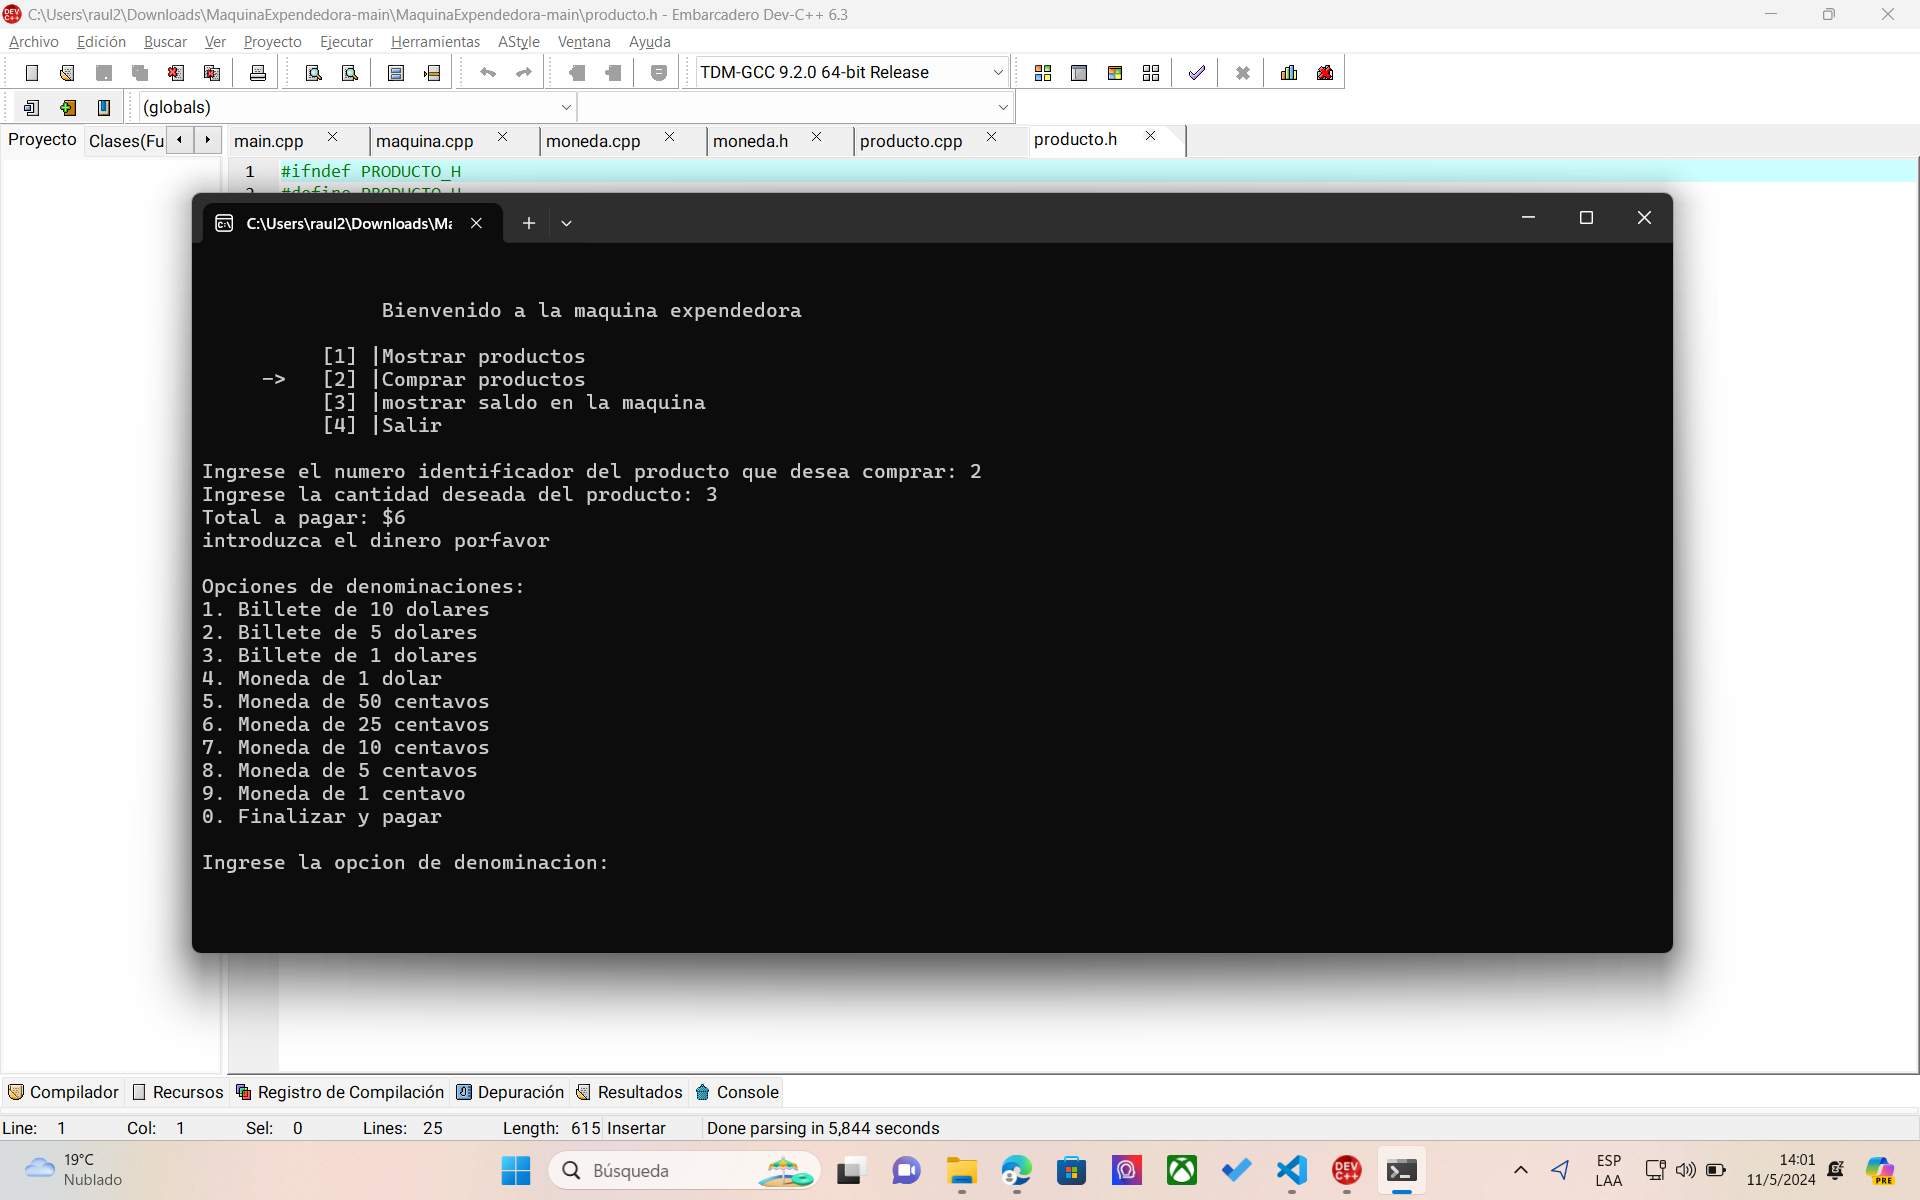 C:\Users\raul2\Downloads\MaquinaExpendedora-main\MaquinaExpendedora-main\producto.h - Embarcadero Dev-C++ 6.3
Archivo Edición Buscar Ver Proyecto Ejecutar Herramientas AStyle Ventana Ayuda
TDM-GCC 9.2.0 64-bit Release
(globals)
Proyecto Clases(Fu main.cpp maquina.cpp moneda.cpp moneda.h producto.cpp producto.h
1 #ifndef PRODUCTO_H
2 #define PRODUCTO_H
C:\Users\raul2\Downloads\Ma
Bienvenido a la maquina expendedora
[1] |Mostrar productos
-> [2] |Comprar productos
[3] |mostrar saldo en la maquina
[4] |Salir
Ingrese el numero identificador del producto que desea comprar: 2
Ingrese la cantidad deseada del producto: 3
Total a pagar: $6
introduzca el dinero porfavor
Opciones de denominaciones:
1. Billete de 10 dolares
2. Billete de 5 dolares
3. Billete de 1 dolares
4. Moneda de 1 dolar
5. Moneda de 50 centavos
6. Moneda de 25 centavos
7. Moneda de 10 centavos
8. Moneda de 5 centavos
9. Moneda de 1 centavo
0. Finalizar y pagar
Ingrese la opcion de denominacion:
Compilador Recursos Registro de Compilación Depuración Resultados Console
Line: 1 Col: 1 Sel: 0 Lines: 25 Length: 615 Insertar Done parsing in 5,844 seconds
19°C
Nublado
Búsqueda
DEV C++
ESP
LAA
14:01
11/5/2024
PRE